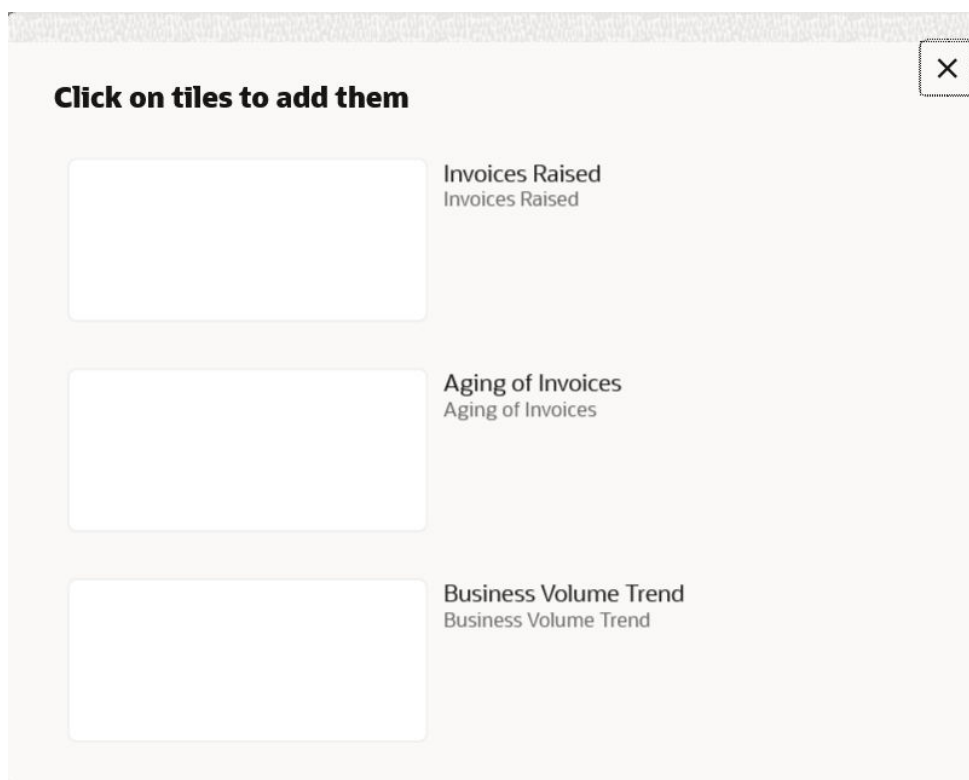 Click on tiles to add them
Invoices Raised
Invoices Raised
Aging of Invoices
Aging of Invoices
Business Volume Trend
Business Volume Trend